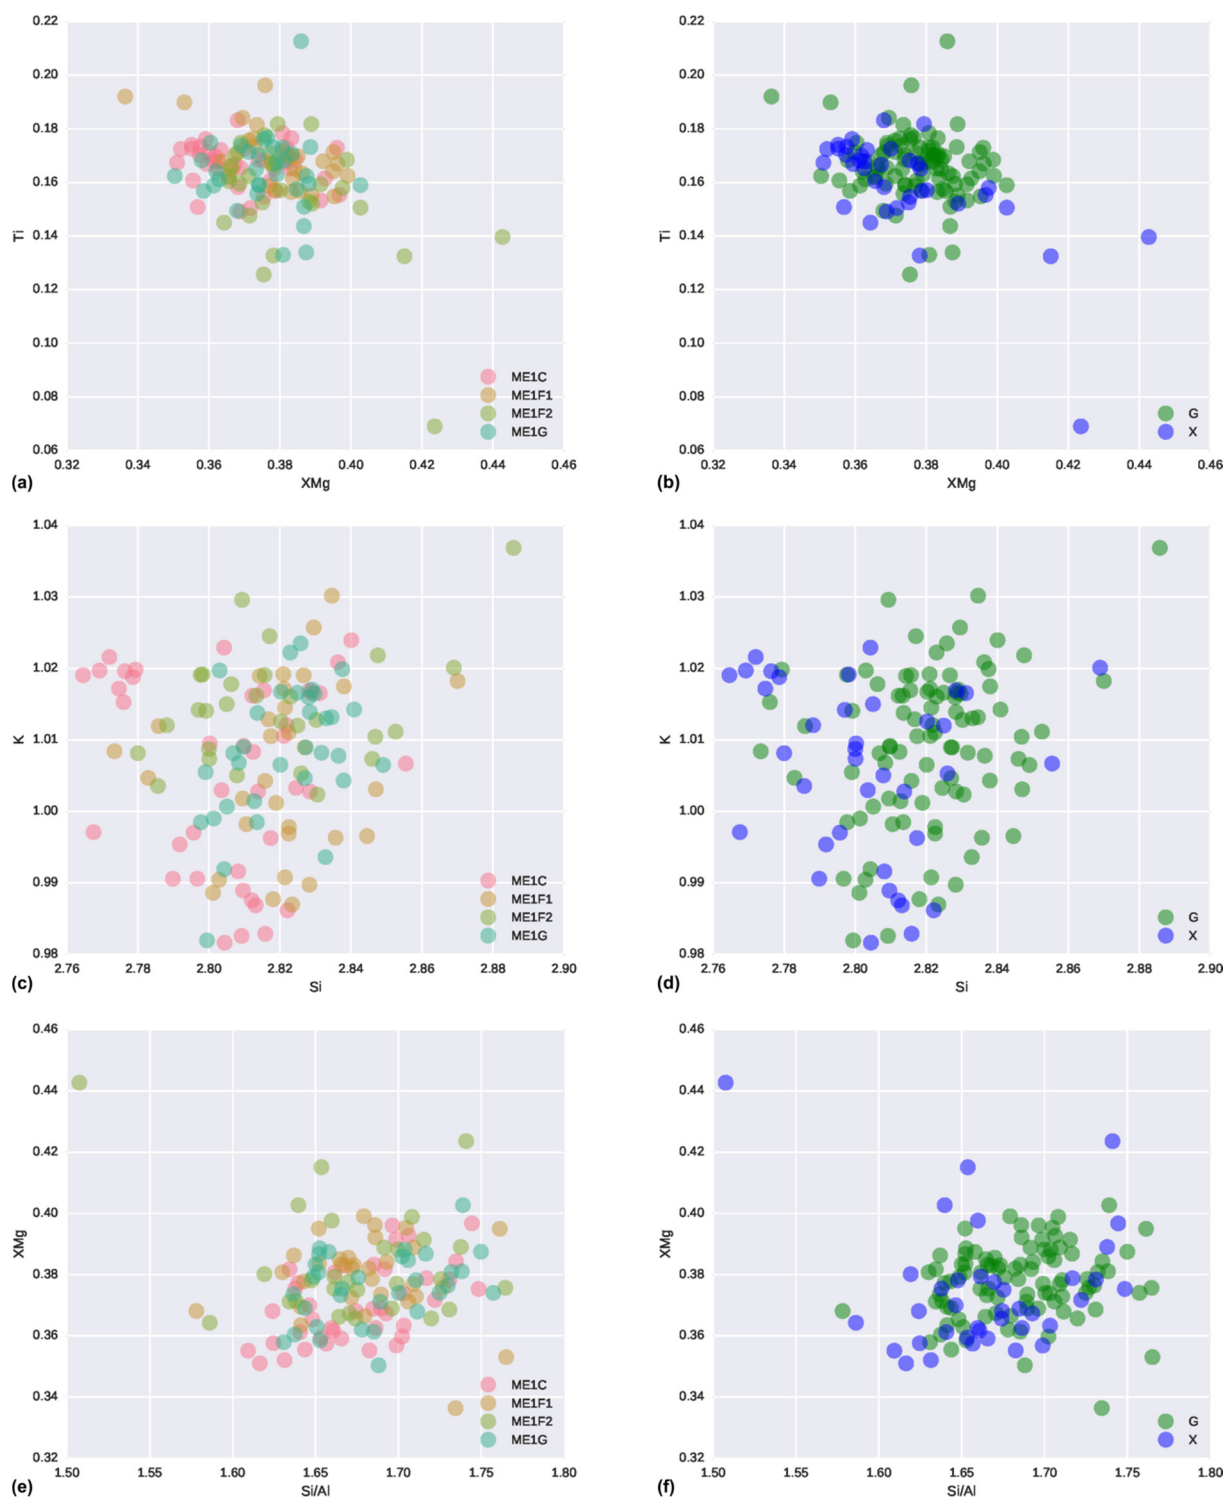 0.22
0.20
0.18
0.16
0.14
0.12
0.10
0.08
0.06
Ti
0.32 0.34 0.36 0.38 0.40 0.42 0.44 0.46
XMg
ME1C
ME1F1
ME1F2
ME1G
(a)
0.22
0.20
0.18
0.16
0.14
0.12
0.10
0.08
0.06
Ti
0.32 0.34 0.36 0.38 0.40 0.42 0.44 0.46
XMg
G
X
(b)
1.04
1.03
1.02
1.01
1.00
0.99
0.98
K
2.76 2.78 2.80 2.82 2.84 2.86 2.88 2.90
Si
ME1C
ME1F1
ME1F2
ME1G
(c)
1.04
1.03
1.02
1.01
1.00
0.99
0.98
K
2.76 2.78 2.80 2.82 2.84 2.86 2.88 2.90
Si
G
X
(d)
0.46
0.44
0.42
0.40
0.38
0.36
0.34
0.32
XMg
1.50 1.55 1.60 1.65 1.70 1.75 1.80
Si/Al
ME1C
ME1F1
ME1F2
ME1G
(e)
0.46
0.44
0.42
0.40
0.38
0.36
0.34
0.32
XMg
1.50 1.55 1.60 1.65 1.70 1.75 1.80
Si/Al
G
X
(f)